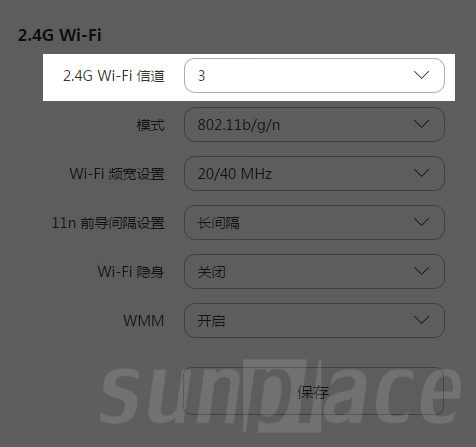 2.4G Wi-Fi
2.4G Wi-Fi 信道 3
模式 802.11b/g/n
Wi-Fi 频宽设置 20/40 MHz
11n 前导间隔设置 长间隔
Wi-Fi 隐身 关闭
WMM 开启
保存
sunplace